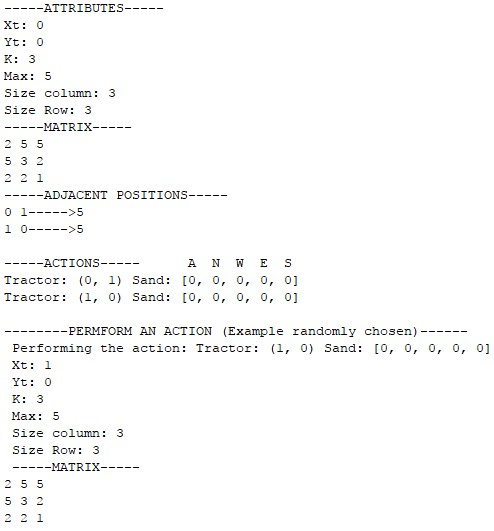 -----ATTRIBUTES-----
Xt: 0
Yt: 0
K: 3
Max: 5
Size column: 3
Size Row: 3
-----MATRIX-----
2 5 5
5 3 2
2 2 1
-----ADJACENT POSITIONS-----
0 1----->5
1 0----->5
-----ACTIONS----- A N W E S
Tractor: (0, 1) Sand: [0, 0, 0, 0, 0]
Tractor: (1, 0) Sand: [0, 0, 0, 0, 0]
--------PERMFORM AN ACTION (Example randomly chosen)------
Performing the action: Tractor: (1, 0) Sand: [0, 0, 0, 0, 0]
Xt: 1
Yt: 0
K: 3
Max: 5
Size column: 3
Size Row: 3
-----MATRIX-----
2 5 5
5 3 2
2 2 1